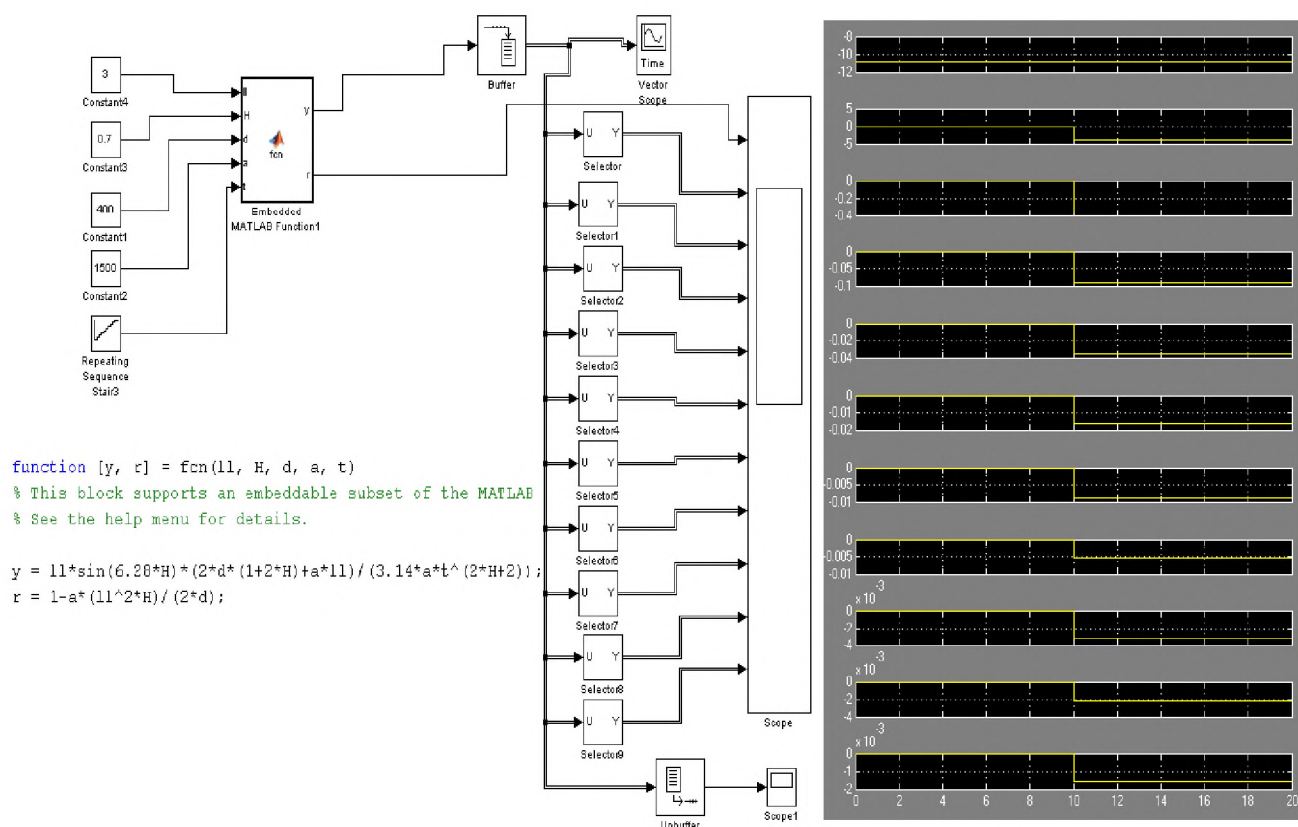 3
Constant4
0.7
Constant3
400
Constant1
1500
Constant2
Repeating
Sequence
Stair3
ll
H
d
a
t
fcn
y
r
Embedded
MATLAB Function1
Buffer
Time
Vector
Scope
U Y
Selector
U Y
Selector1
U Y
Selector2
U Y
Selector3
U Y
Selector4
U Y
Selector5
U Y
Selector6
U Y
Selector7
U Y
Selector8
U Y
Selector9
Scope
Unbuffer
Scope1
function [y, r] = fcn(ll, H, d, a, t)
% This block supports an embeddable subset of the MATLAB
% See the help menu for details.
y = ll*sin(6.28*H)*(2*d*(1+2*H)+a*ll)/(3.14*a*t^(2*H+2));
r = 1-a*(ll^2*H)/(2*d);
-8
-10
-12
5
0
-5
0
-0.2
-0.4
0
-0.05
-0.1
0
-0.02
-0.04
0
-0.01
-0.02
0
-0.005
-0.01
0
-0.005
-0.01
x 10^-3
0
-2
-4
x 10^-3
0
-2
-4
x 10^-3
0
-1
-2
0 2 4 6 8 10 12 14 16 18 20